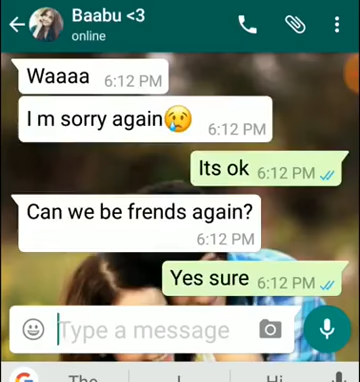 Baabu <3
online
Waaaa 6:12 PM
I m sorry again😢 6:12 PM
Its ok 6:12 PM
Can we be frends again?
6:12 PM
Yes sure 6:12 PM
Type a message